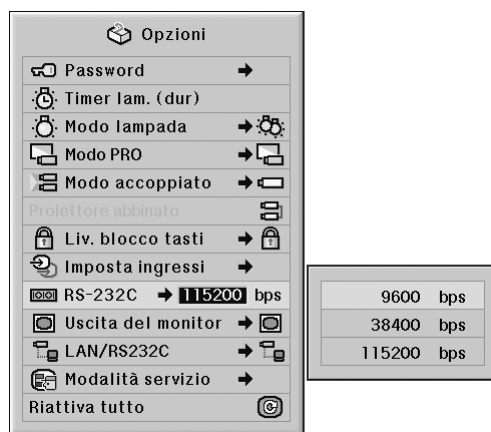 Opzioni
Password
Timer lam. (dur)
Modo lampada
Modo PRO
Modo accoppiato
Proiettore abbinato
Liv. blocco tasti
Imposta ingressi
RS-232C 115200 bps
Uscita del monitor
LAN/RS232C
Modalità servizio
Riattiva tutto
9600 bps
38400 bps
115200 bps